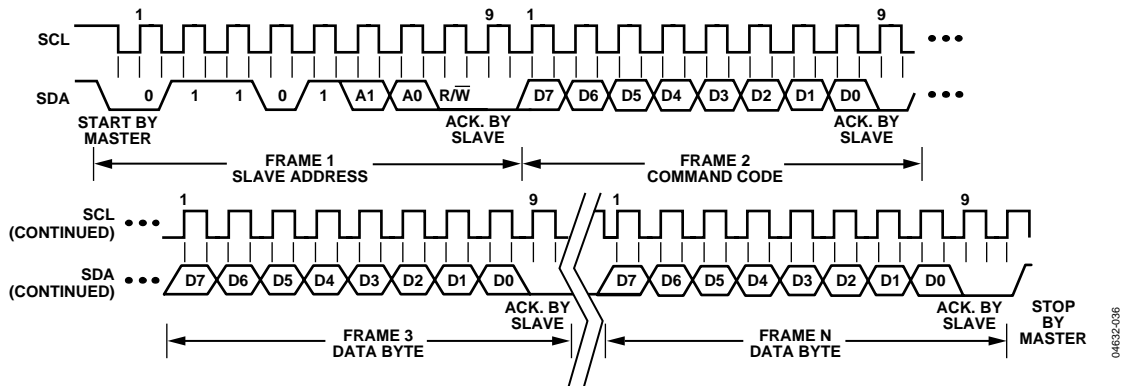 1 9 1 9
SCL
SDA
0 1 1 0 1 A1 A0 R/W̅ D7 D6 D5 D4 D3 D2 D1 D0
START BY
MASTER
ACK. BY
SLAVE
ACK. BY
SLAVE
FRAME 1
SLAVE ADDRESS
FRAME 2
COMMAND CODE
1 9 1 9
SCL
(CONTINUED)
SDA
(CONTINUED)
D7 D6 D5 D4 D3 D2 D1 D0 D7 D6 D5 D4 D3 D2 D1 D0
ACK. BY
SLAVE
ACK. BY
SLAVE
STOP
BY
MASTER
FRAME 3
DATA BYTE
FRAME N
DATA BYTE
04632-036